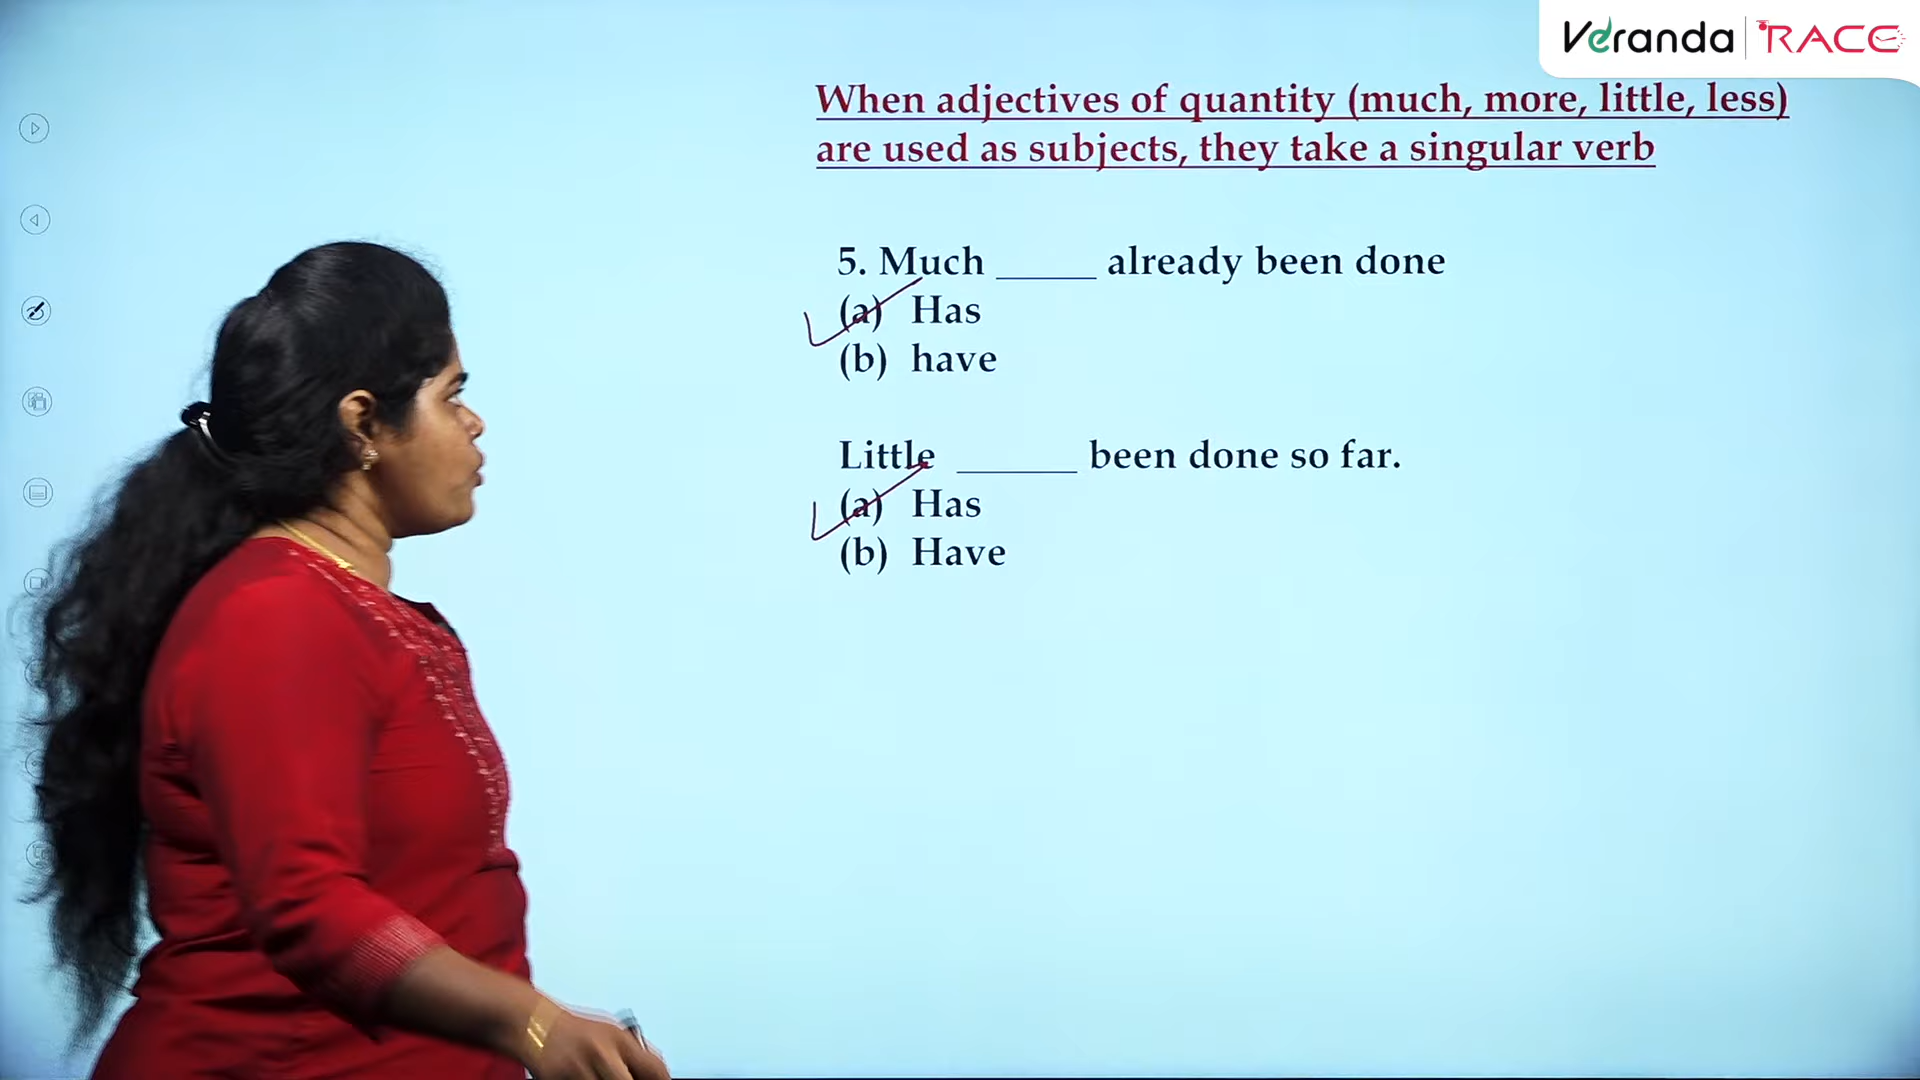 Veranda RACE
When adjectives of quantity (much, more, little, less)
are used as subjects, they take a singular verb
5. Much _____ already been done
(a) Has
(b) have
Little ______ been done so far.
(a) Has
(b) Have